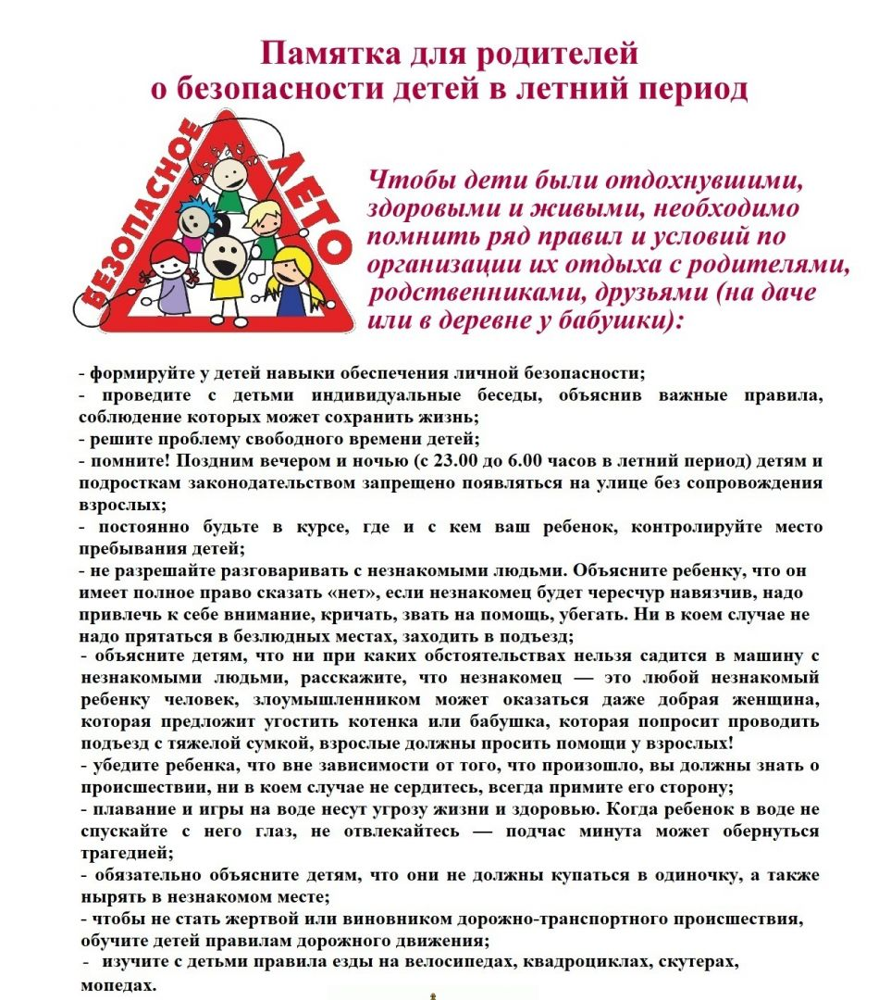 Памятка для родителей
о безопасности детей в летний период
БЕЗОПАСНОЕ
ЛЕТО
Чтобы дети были отдохнувшими,
здоровыми и живыми, необходимо
помнить ряд правил и условий по
организации их отдыха с родителями,
родственниками, друзьями (на даче
или в деревне у бабушки):
- формируйте у детей навыки обеспечения личной безопасности;
- проведите с детьми индивидуальные беседы, объяснив важные правила,
соблюдение которых может сохранить жизнь;
- решите проблему свободного времени детей;
- помните! Поздним вечером и ночью (с 23.00 до 6.00 часов в летний период) детям и
подросткам законодательством запрещено появляться на улице без сопровождения
взрослых;
- постоянно будьте в курсе, где и с кем ваш ребенок, контролируйте место
пребывания детей;
- не разрешайте разговаривать с незнакомыми людьми. Объясните ребенку, что он
имеет полное право сказать «нет», если незнакомец будет чересчур навязчив, надо
привлечь к себе внимание, кричать, звать на помощь, убегать. Ни в коем случае не
надо прятаться в безлюдных местах, заходить в подъезд;
- объясните детям, что ни при каких обстоятельствах нельзя садится в машину с
незнакомыми людьми, расскажите, что незнакомец — это любой незнакомый
ребенку человек, злоумышленником может оказаться даже добрая женщина,
которая предложит угостить котенка или бабушка, которая попросит проводить
подъезд с тяжелой сумкой, взрослые должны просить помощи у взрослых!
- убедите ребенка, что вне зависимости от того, что произошло, вы должны знать о
происшествии, ни в коем случае не сердитесь, всегда примите его сторону;
- плавание и игры на воде несут угрозу жизни и здоровью. Когда ребенок в воде не
спускайте с него глаз, не отвлекайтесь — подчас минута может обернуться
трагедией;
- обязательно объясните детям, что они не должны купаться в одиночку, а также
нырять в незнакомом месте;
- чтобы не стать жертвой или виновником дорожно-транспортного происшествия,
обучите детей правилам дорожного движения;
- изучите с детьми правила езды на велосипедах, квадроциклах, скутерах,
мопедах.